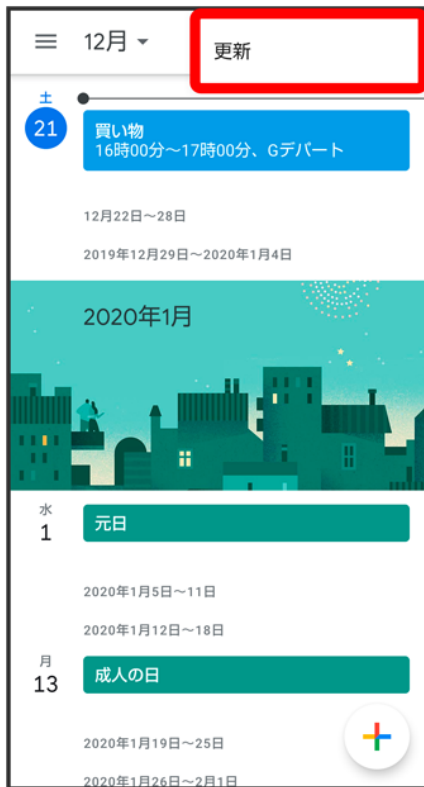 12月
更新
土
21
買い物
16時00分～17時00分、Gデパート
12月22日～28日
2019年12月29日～2020年1月4日
2020年1月
水
1
元日
2020年1月5日～11日
2020年1月12日～18日
月
13
成人の日
2020年1月19日～25日
2020年1月26日～2月1日